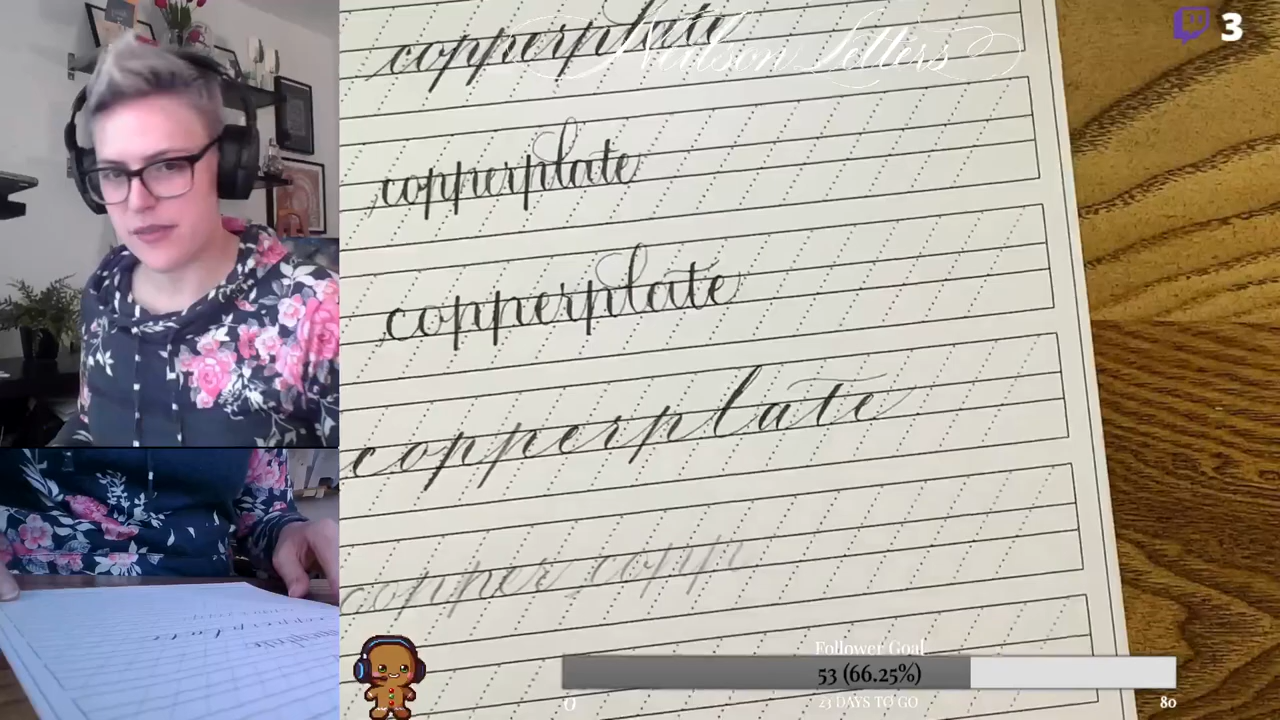 copperplate
Neilson Letters
3
copperplate
copperplate
copperplate
copper copp
Follower Goal
53 (66.25%)
0
23 DAYS TO GO
80